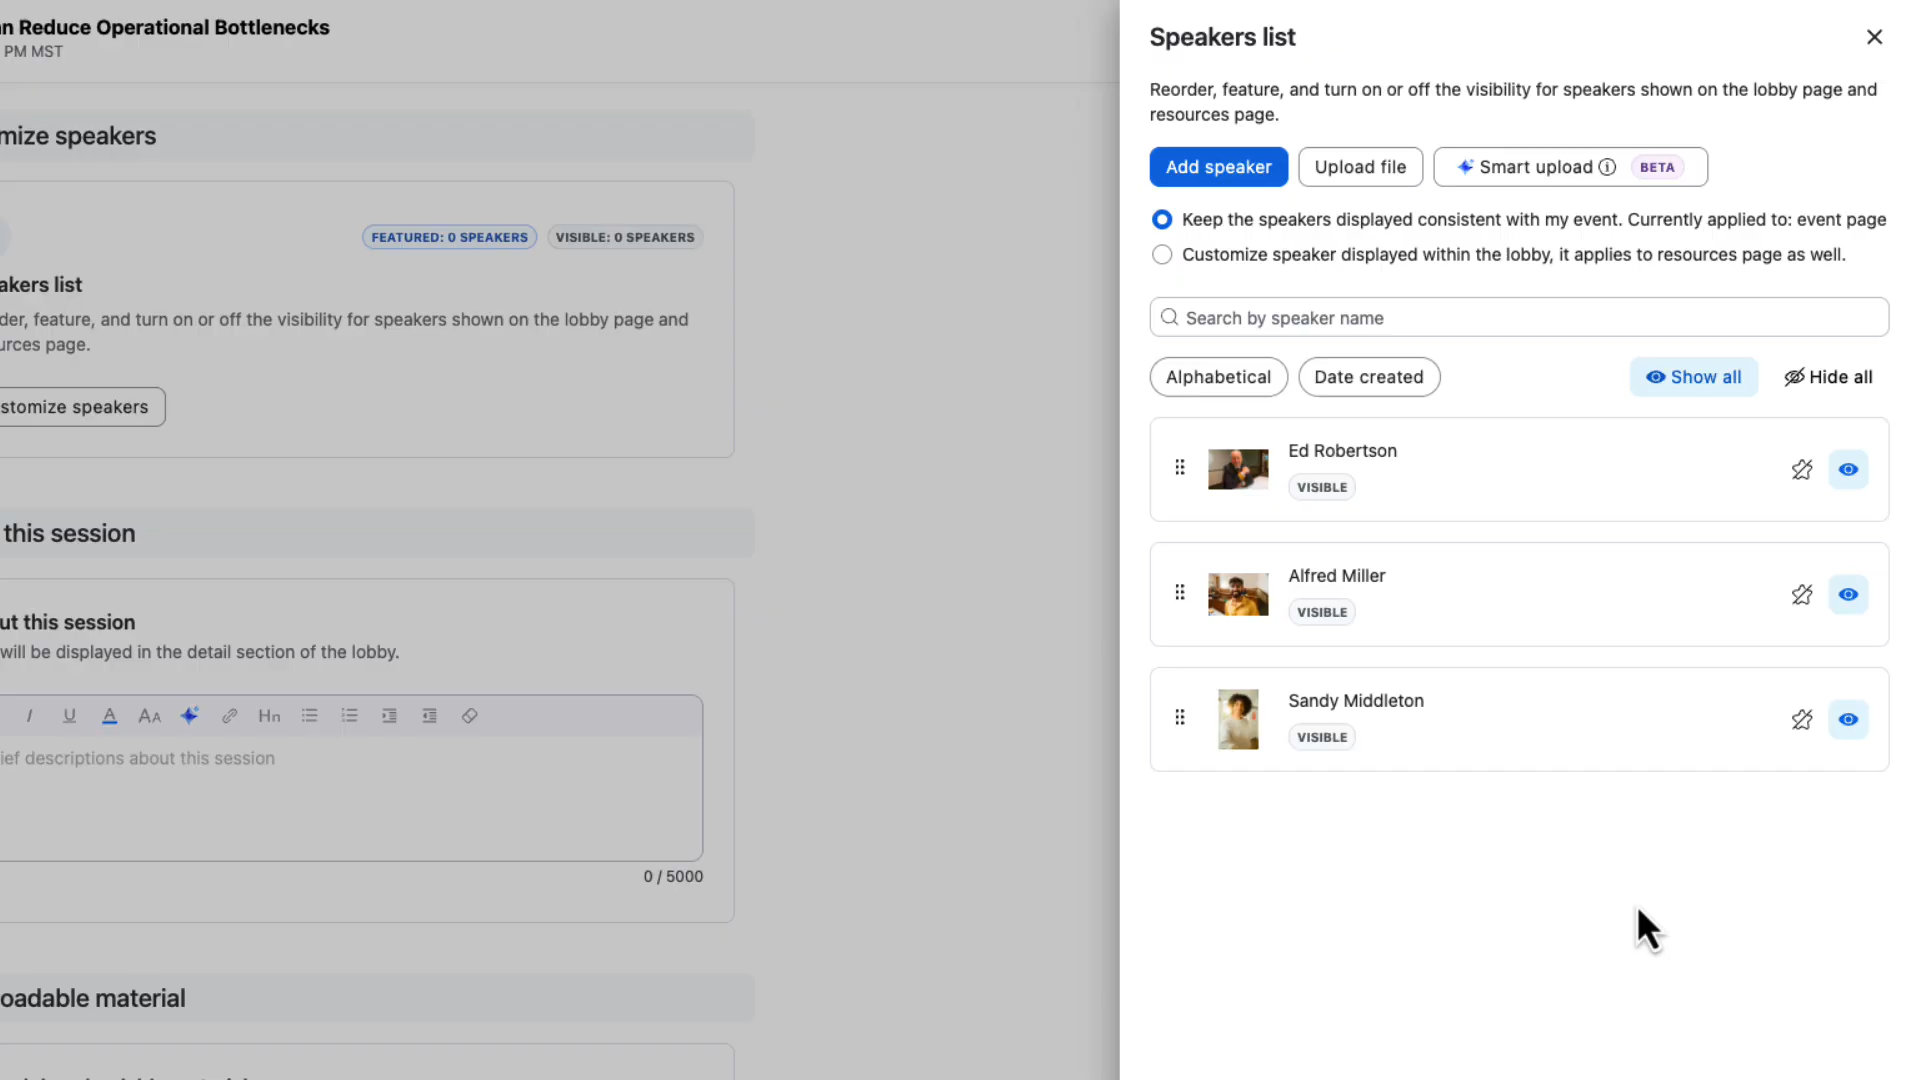 n Reduce Operational Bottlenecks
PM MST
mize speakers
FEATURED: 0 SPEAKERS
VISIBLE: 0 SPEAKERS
akers list
der, feature, and turn on or off the visibility for speakers shown on the lobby page and
urces page.
stomize speakers
this session
ut this session
will be displayed in the detail section of the lobby.
I U A AA Hn
ief descriptions about this session
0 / 5000
oadable material
Speakers list
Reorder, feature, and turn on or off the visibility for speakers shown on the lobby page and
resources page.
Add speaker
Upload file
Smart upload
BETA
Keep the speakers displayed consistent with my event. Currently applied to: event page
Customize speaker displayed within the lobby, it applies to resources page as well.
Search by speaker name
Alphabetical
Date created
Show all
Hide all
Ed Robertson
VISIBLE
Alfred Miller
VISIBLE
Sandy Middleton
VISIBLE